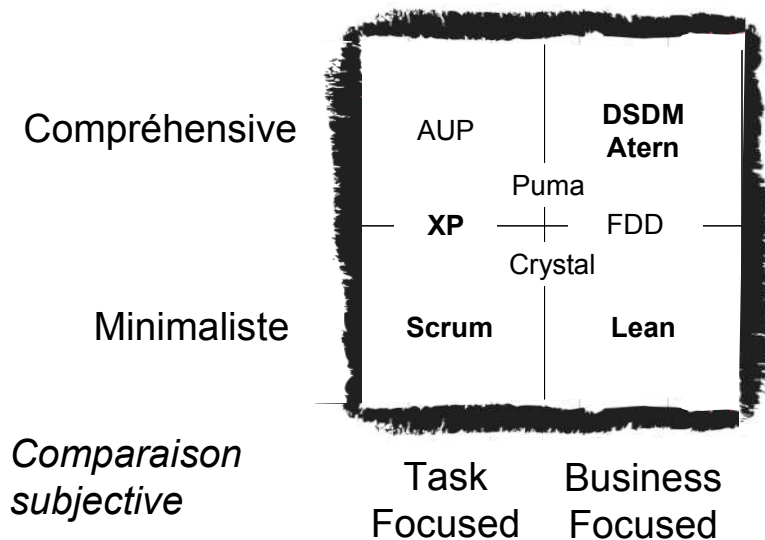 Compréhensive
AUP
DSDM
Atern
Puma
XP
FDD
Crystal
Minimaliste
Scrum
Lean
Comparaison
subjective
Task
Focused
Business
Focused